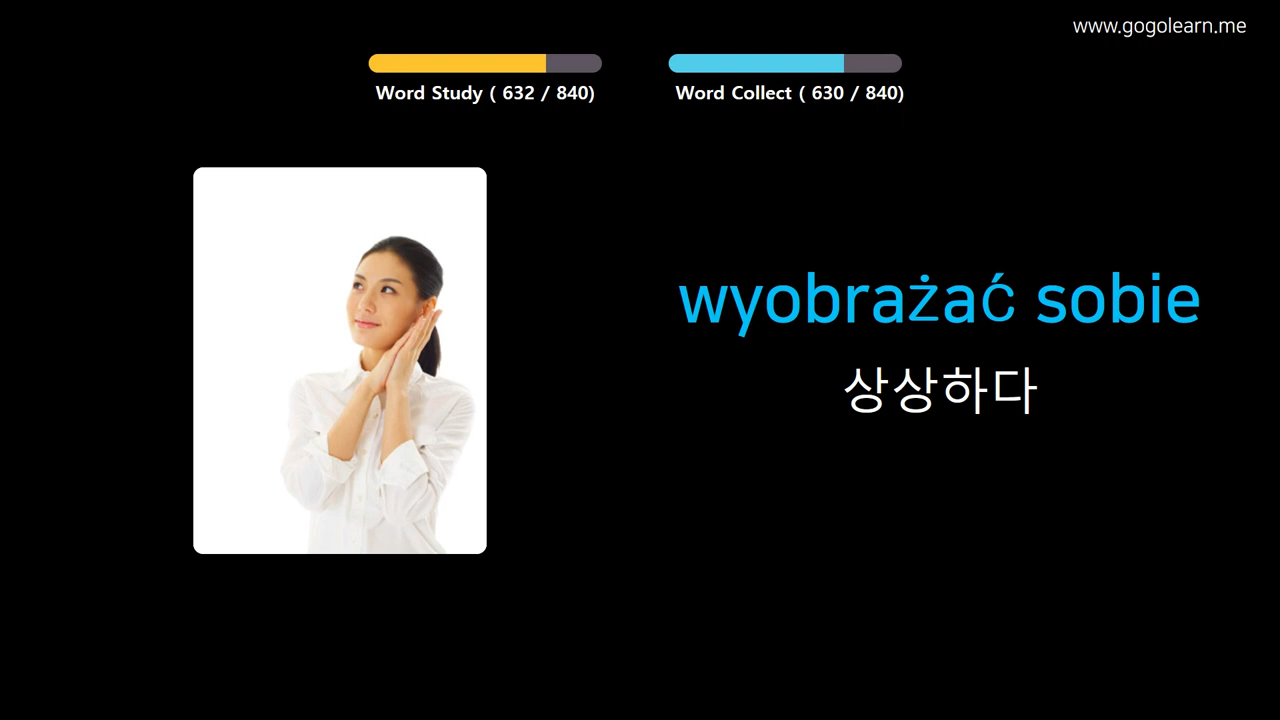 www.gogolearn.me
Word Study ( 632 / 840)
Word Collect ( 630 / 840)
wyobrażać sobie
상상하다